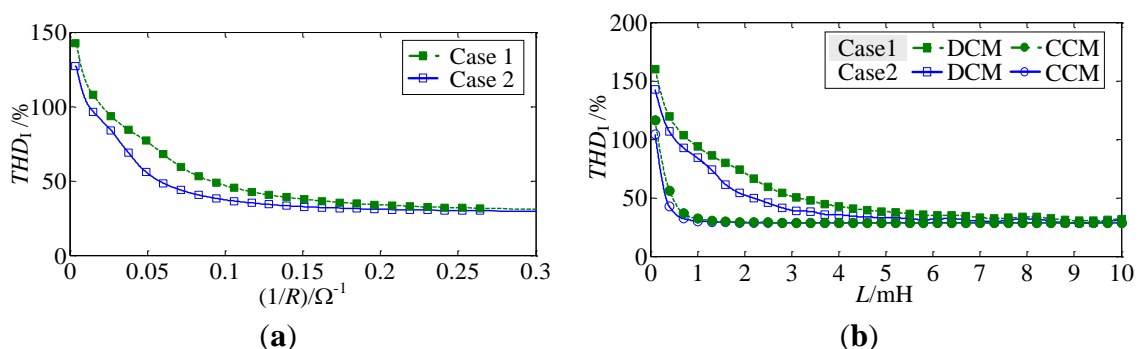 150
100
50
0
THD_I /%
0 0.05 0.1 0.15 0.2 0.25 0.3
(1/R)/Ω⁻¹
Case 1
Case 2
(a)
200
150
100
50
0
THD_I /%
0 1 2 3 4 5 6 7 8 9 10
L/mH
Case1 DCM CCM
Case2 DCM CCM
(b)